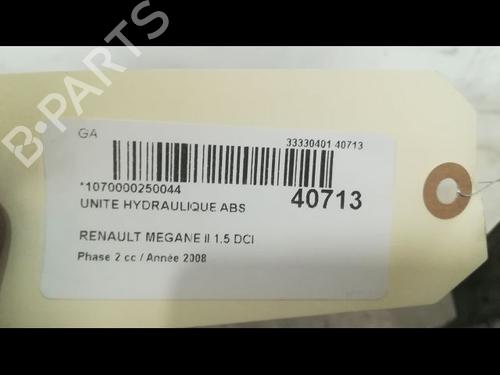 B-PARTS
GA
33330401 40713
*1070000250044
40713
UNITE HYDRAULIQUE ABS
RENAULT MEGANE II 1.5 DCI
Phase 2 cc / Année 2008